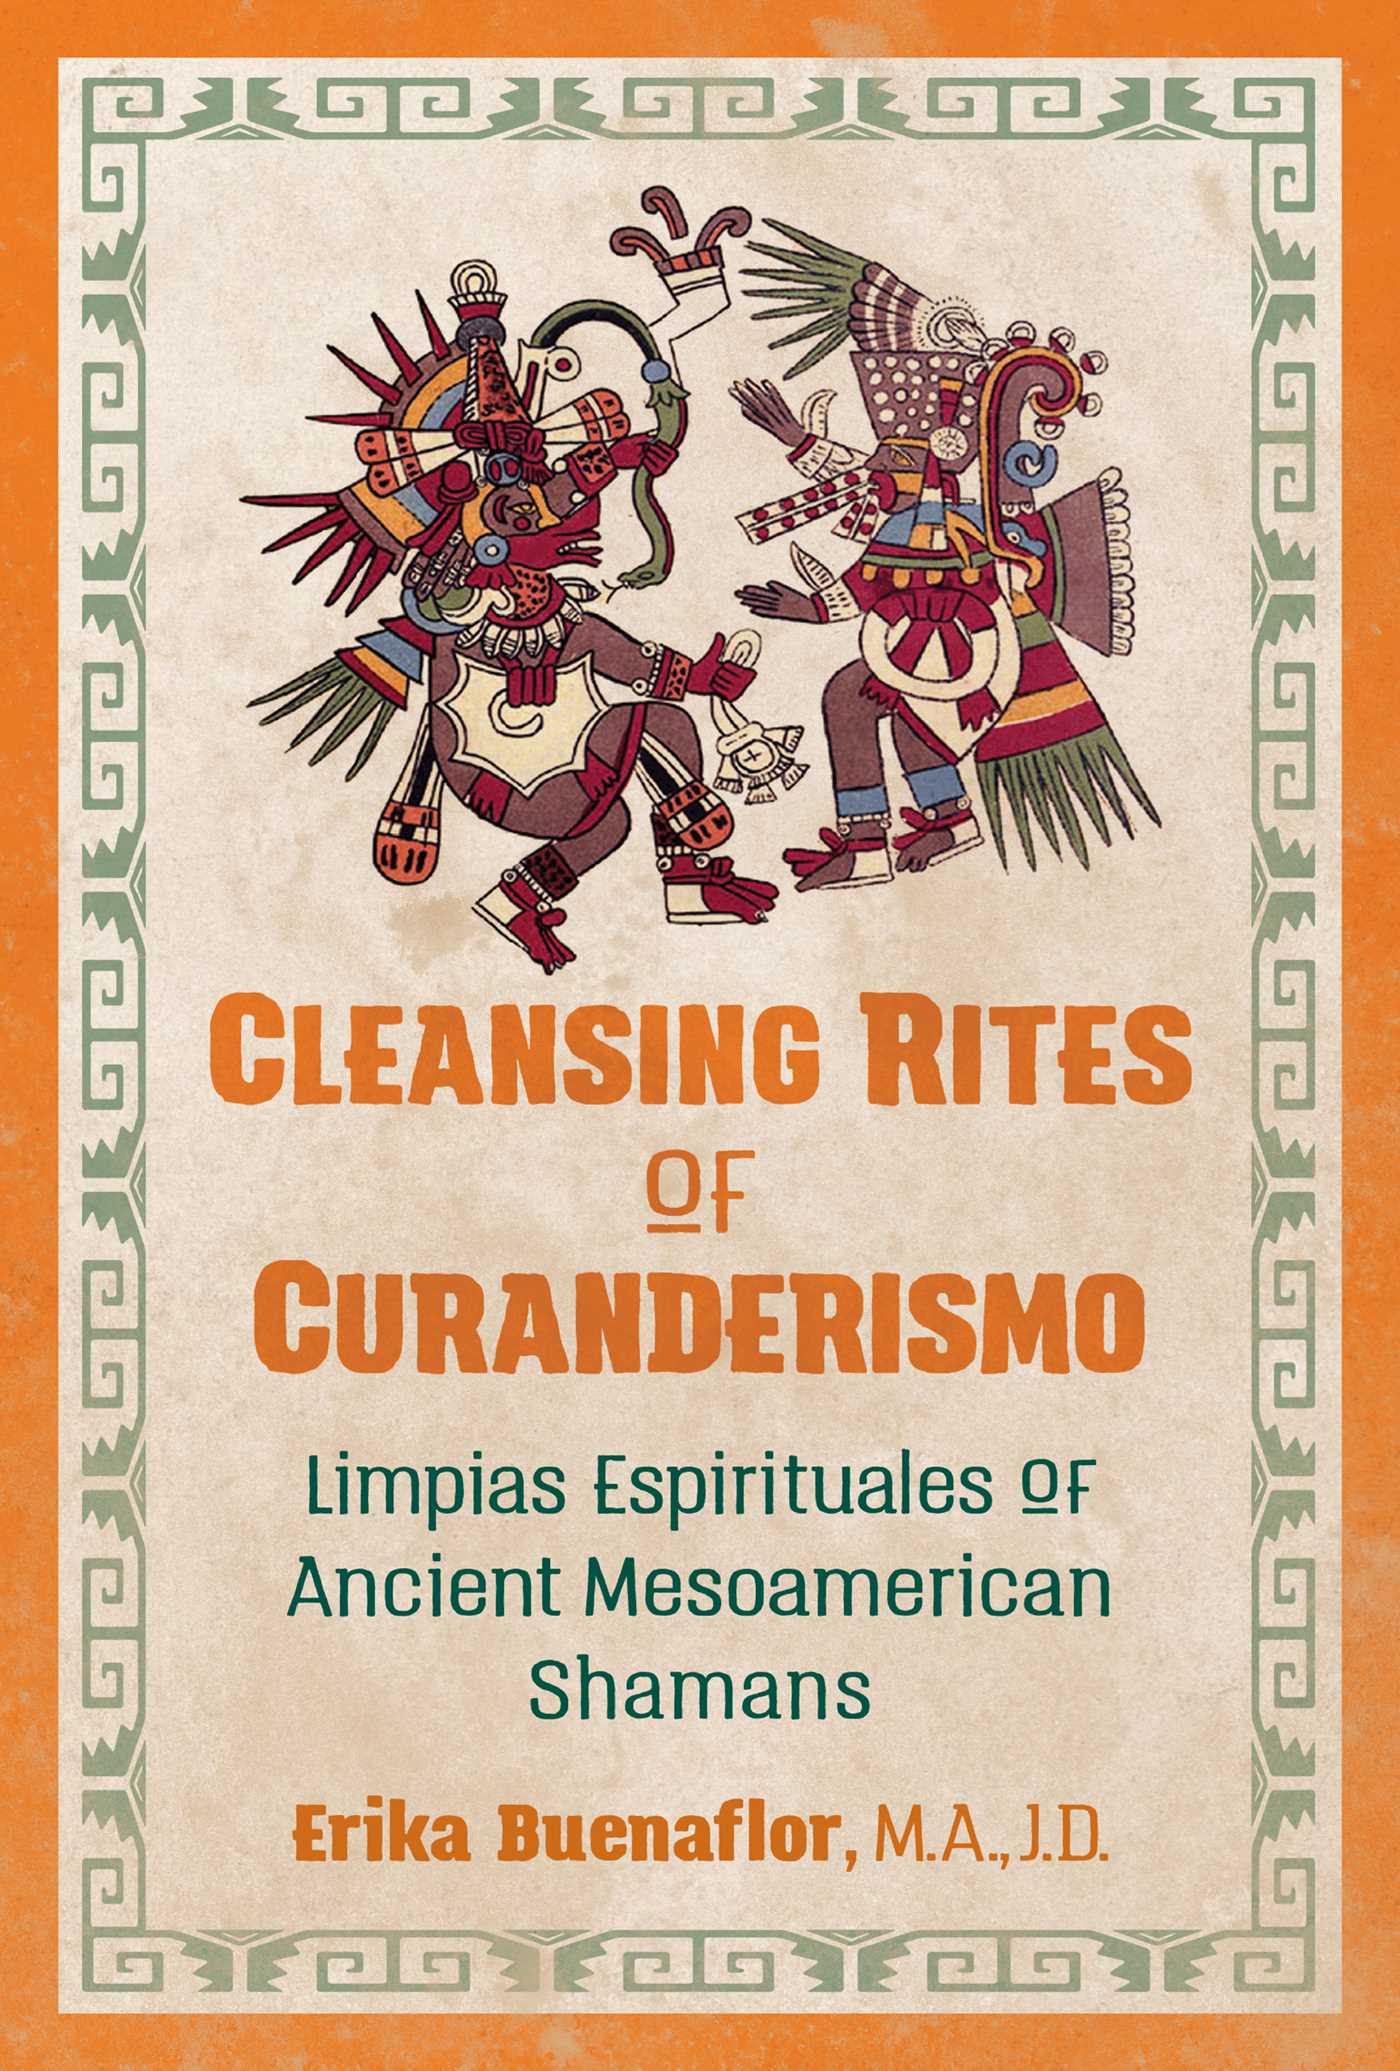 Cleansing Rites
of
Curanderismo
Limpias Espirituales of
Ancient Mesoamerican
Shamans
Erika Buenaflor, M.A., J.D.